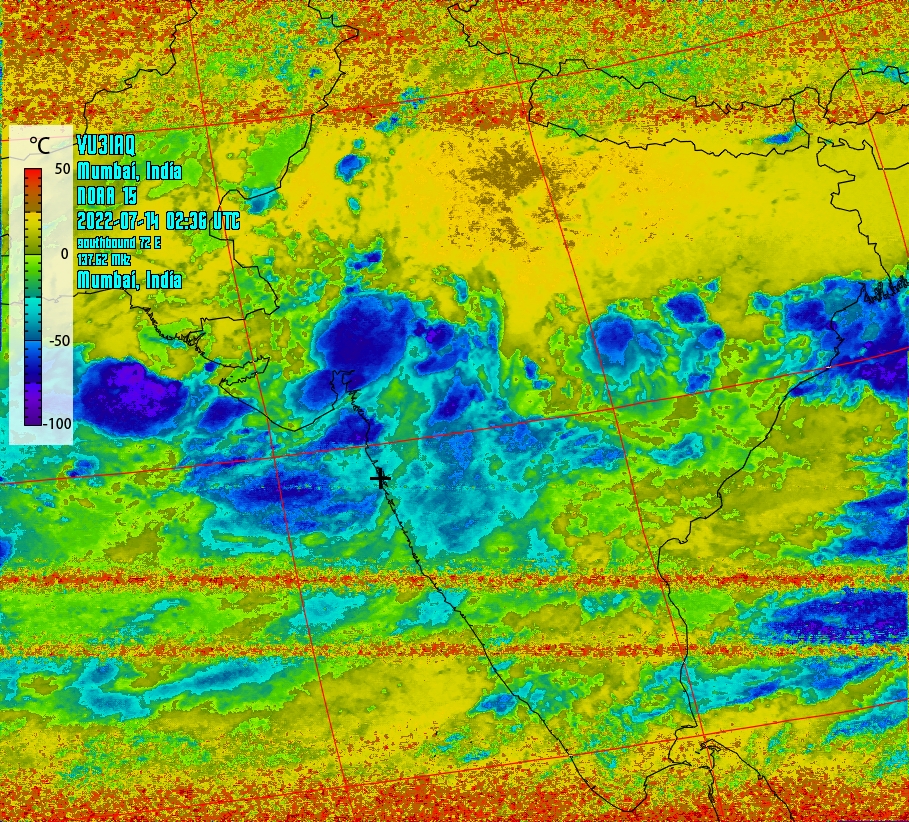 °C
50
0
-50
-100
VU3IAQ
Mumbai, India
NOAA 15
2022-07-14 02:36 UTC
southbound 72 E
137.62 MHz
Mumbai, India